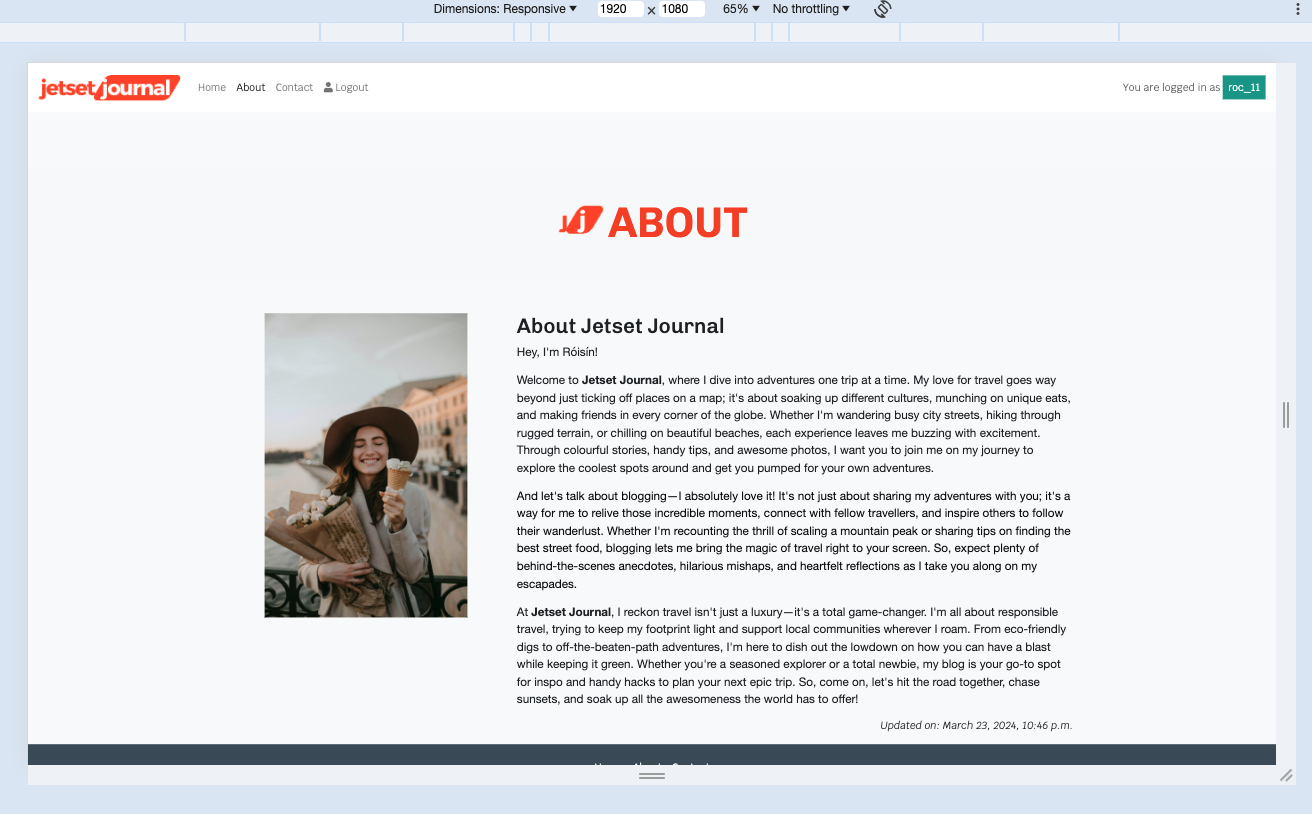 Dimensions: Responsive 1920 × 1080 65% No throttling
jetset journal Home About Contact Logout You are logged in as roc_11
Jj ABOUT
About Jetset Journal
Hey, I'm Róisín!
Welcome to Jetset Journal, where I dive into adventures one trip at a time. My love for travel goes way
beyond just ticking off places on a map; it's about soaking up different cultures, munching on unique eats,
and making friends in every corner of the globe. Whether I'm wandering busy city streets, hiking through
rugged terrain, or chilling on beautiful beaches, each experience leaves me buzzing with excitement.
Through colourful stories, handy tips, and awesome photos, I want you to join me on my journey to
explore the coolest spots around and get you pumped for your own adventures.
And let's talk about blogging—I absolutely love it! It's not just about sharing my adventures with you; it's a
way for me to relive those incredible moments, connect with fellow travellers, and inspire others to follow
their wanderlust. Whether I'm recounting the thrill of scaling a mountain peak or sharing tips on finding the
best street food, blogging lets me bring the magic of travel right to your screen. So, expect plenty of
behind-the-scenes anecdotes, hilarious mishaps, and heartfelt reflections as I take you along on my
escapades.
At Jetset Journal, I reckon travel isn't just a luxury—it's a total game-changer. I'm all about responsible
travel, trying to keep my footprint light and support local communities wherever I roam. From eco-friendly
digs to off-the-beaten-path adventures, I'm here to dish out the lowdown on how you can have a blast
while keeping it green. Whether you're a seasoned explorer or a total newbie, my blog is your go-to spot
for inspo and handy hacks to plan your next epic trip. So, come on, let's hit the road together, chase
sunsets, and soak up all the awesomeness the world has to offer!
Updated on: March 23, 2024, 10:46 p.m.